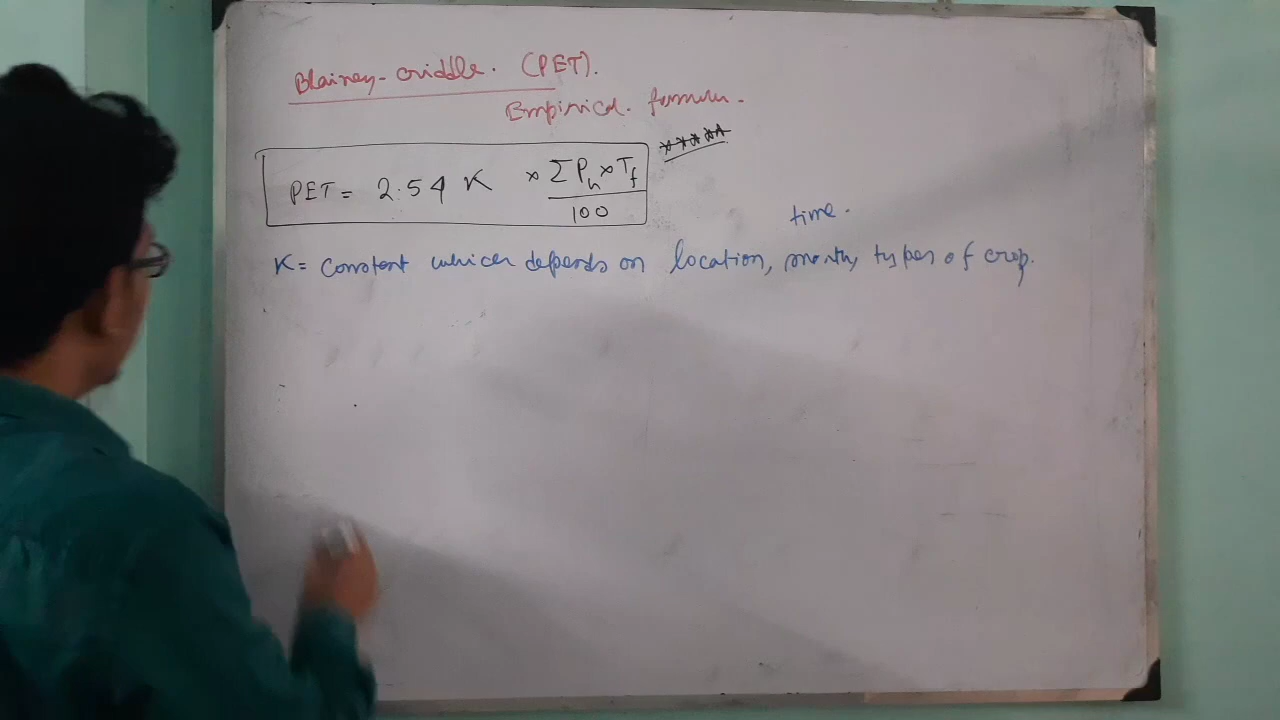 Blainey-criddle. (PET).
Empirical. formula.
*****
PET = 2.54 K × ΣPh×Tf
100
time.
K = Constant which depends on location, month, types of crop.